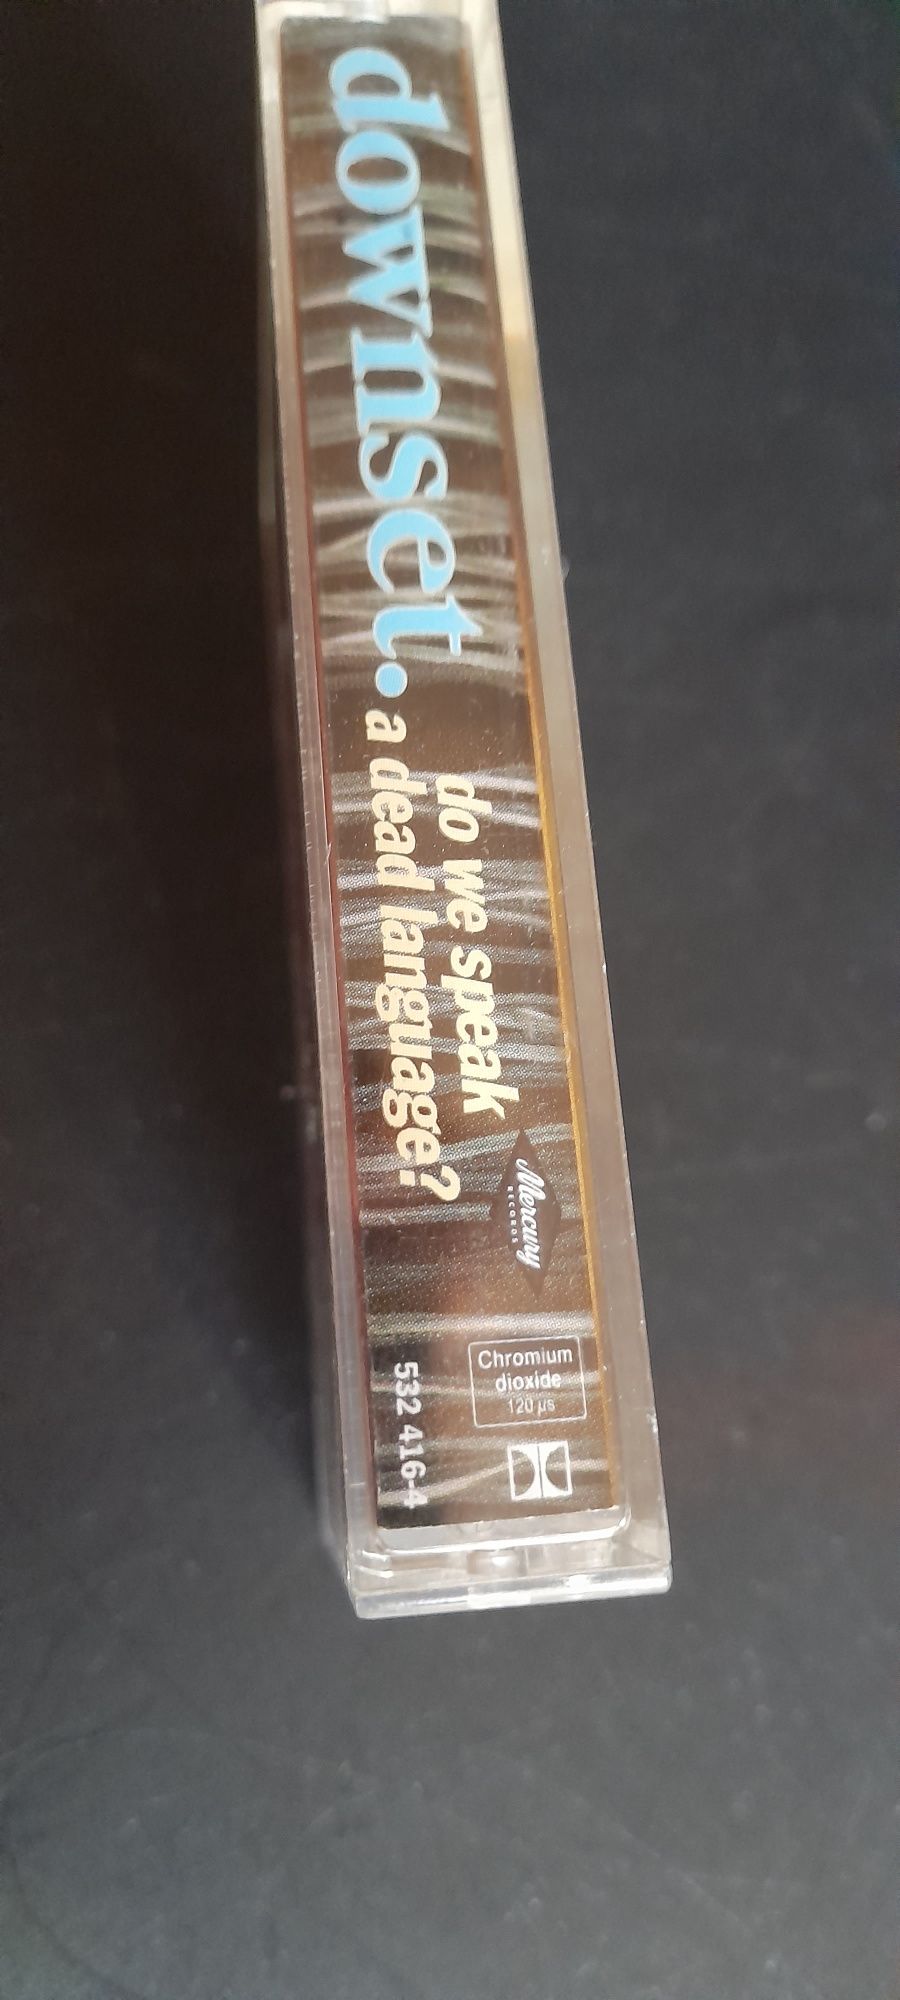 downset.
do we speak
a dead language?
Mercury
RECORDS
Chromium
dioxide
120 µs
532 416-4